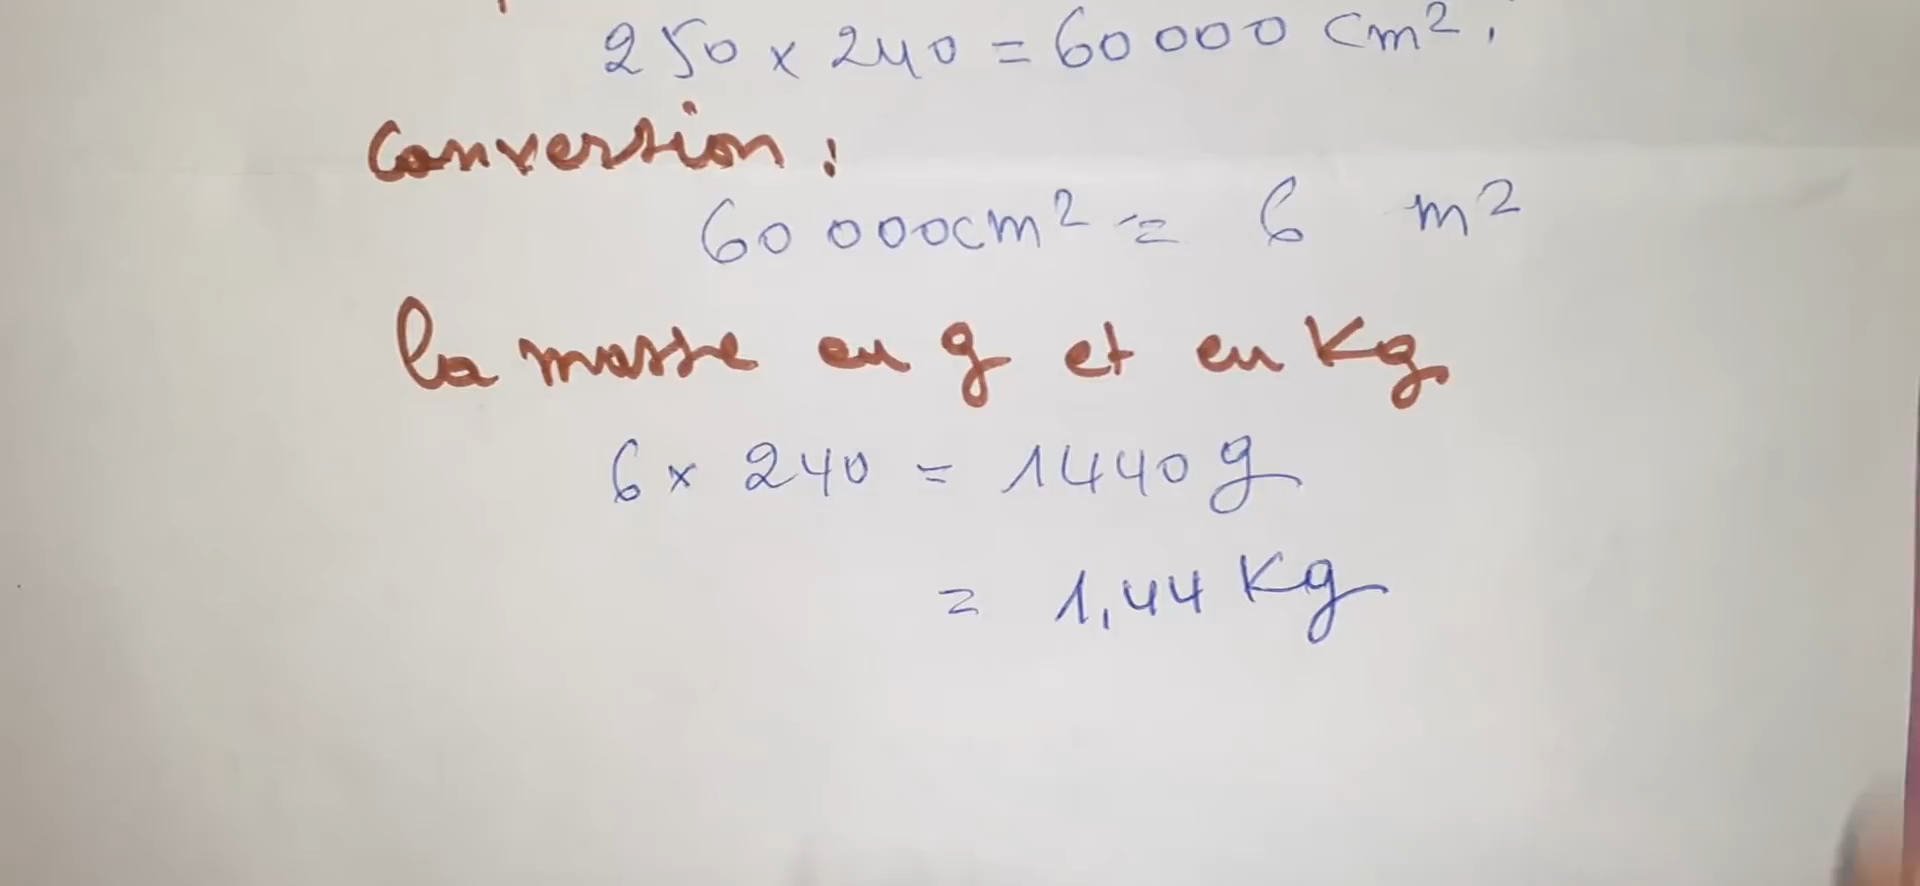 250 x 240 = 60 000 cm².
Conversion :
60 000cm² = 6 m²
la masse en g et en Kg
6 x 240 = 1440 g
= 1,44 Kg